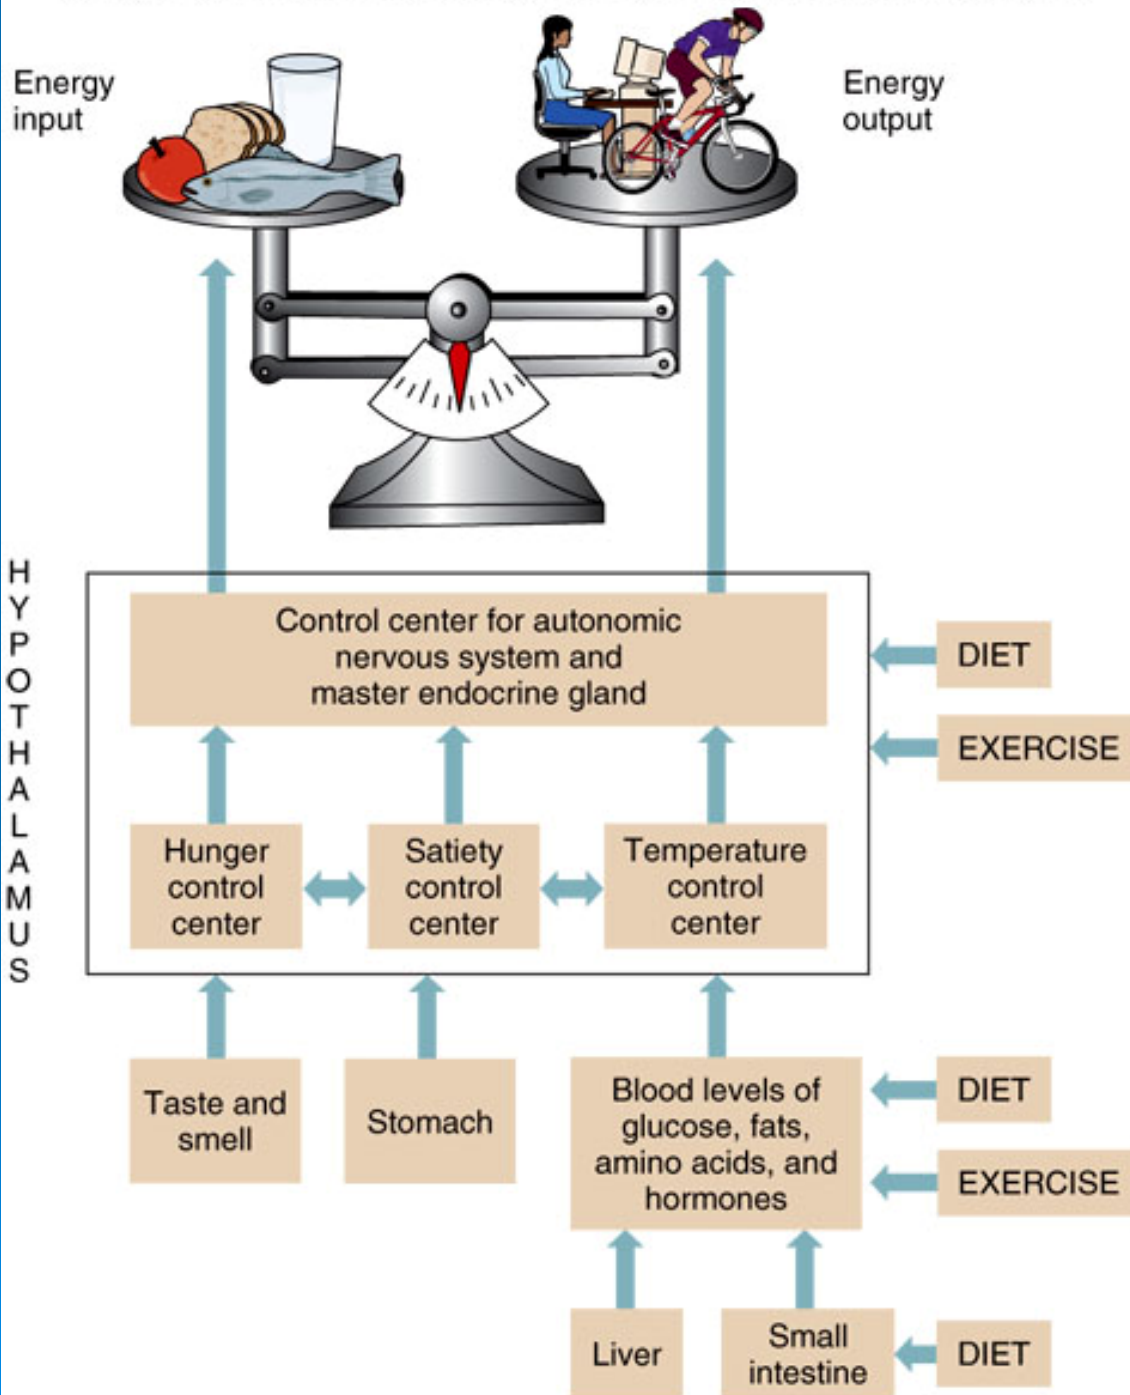 Energy
input
Energy
output
HYPOTHALAMUS
Control center for autonomic
nervous system and
master endocrine gland
DIET
EXERCISE
Hunger
control
center
Satiety
control
center
Temperature
control
center
Taste and
smell
Stomach
Blood levels of
glucose, fats,
amino acids, and
hormones
DIET
EXERCISE
Liver
Small
intestine
DIET